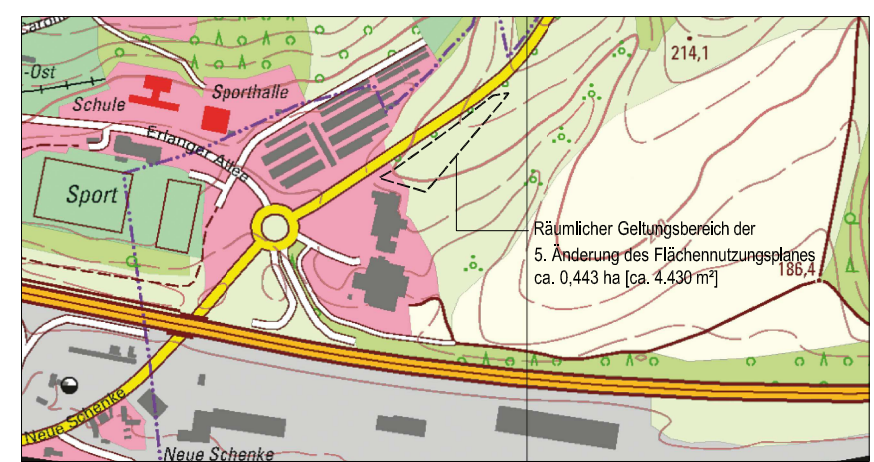 214,1
-Ost
Schule
Sporthalle
Erlanger Allee
Sport
Räumlicher Geltungsbereich der
5. Änderung des Flächennutzungsplanes
ca. 0,443 ha [ca. 4.430 m²]
186,4
Neue Schenke
Neue Schenke